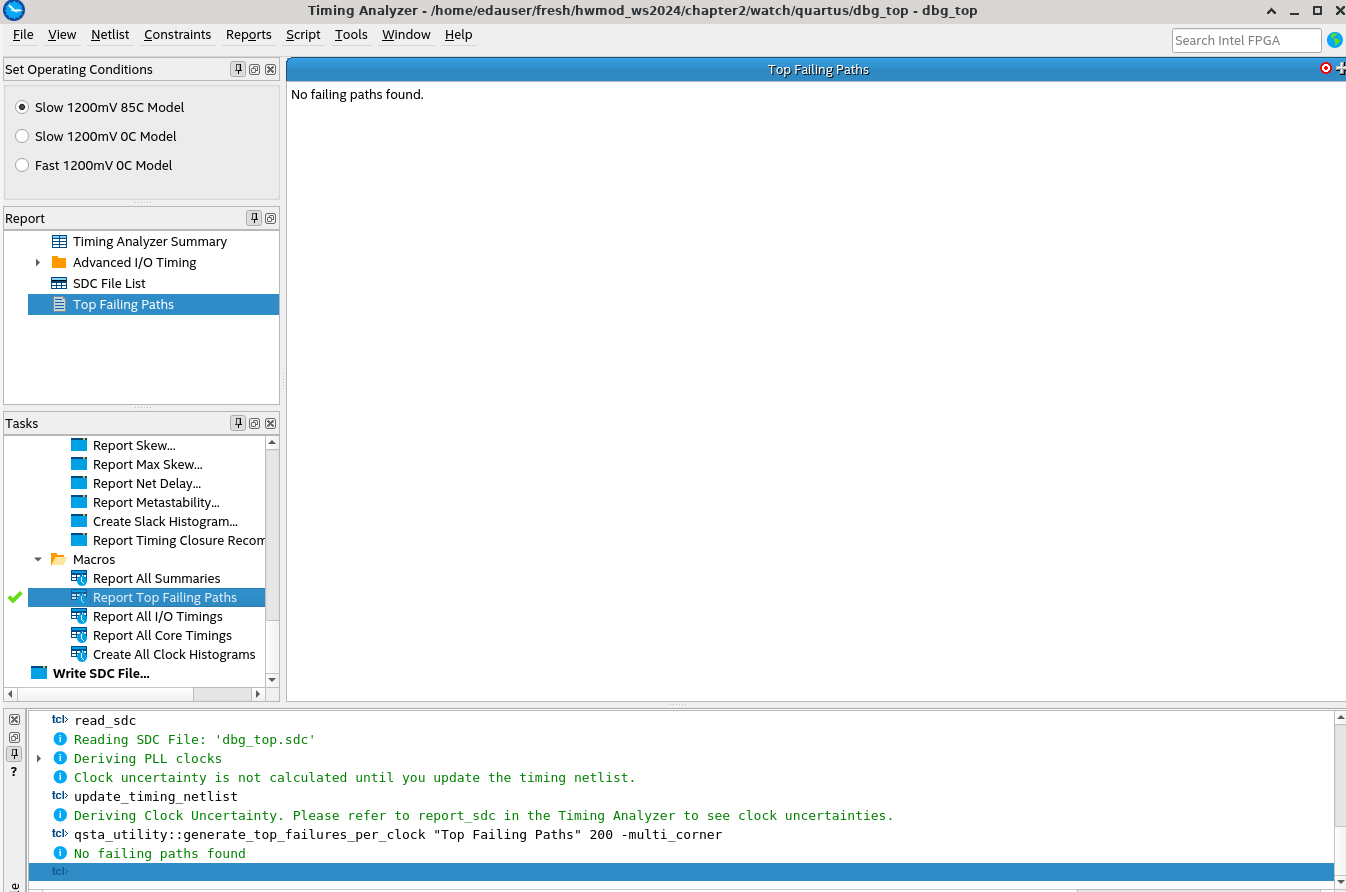 Timing Analyzer - /home/edauser/fresh/hwmod_ws2024/chapter2/watch/quartus/dbg_top - dbg_top
File View Netlist Constraints Reports Script Tools Window Help
Search Intel FPGA
Set Operating Conditions
Slow 1200mV 85C Model
Slow 1200mV 0C Model
Fast 1200mV 0C Model
Report
Timing Analyzer Summary
Advanced I/O Timing
SDC File List
Top Failing Paths
Top Failing Paths
No failing paths found.
Tasks
Report Skew...
Report Max Skew...
Report Net Delay...
Report Metastability...
Create Slack Histogram...
Report Timing Closure Recom
Macros
Report All Summaries
Report Top Failing Paths
Report All I/O Timings
Report All Core Timings
Create All Clock Histograms
Write SDC File...
?
tcl> read_sdc
Reading SDC File: 'dbg_top.sdc'
Deriving PLL clocks
Clock uncertainty is not calculated until you update the timing netlist.
tcl> update_timing_netlist
Deriving Clock Uncertainty. Please refer to report_sdc in the Timing Analyzer to see clock uncertainties.
tcl> qsta_utility::generate_top_failures_per_clock "Top Failing Paths" 200 -multi_corner
No failing paths found
tcl>